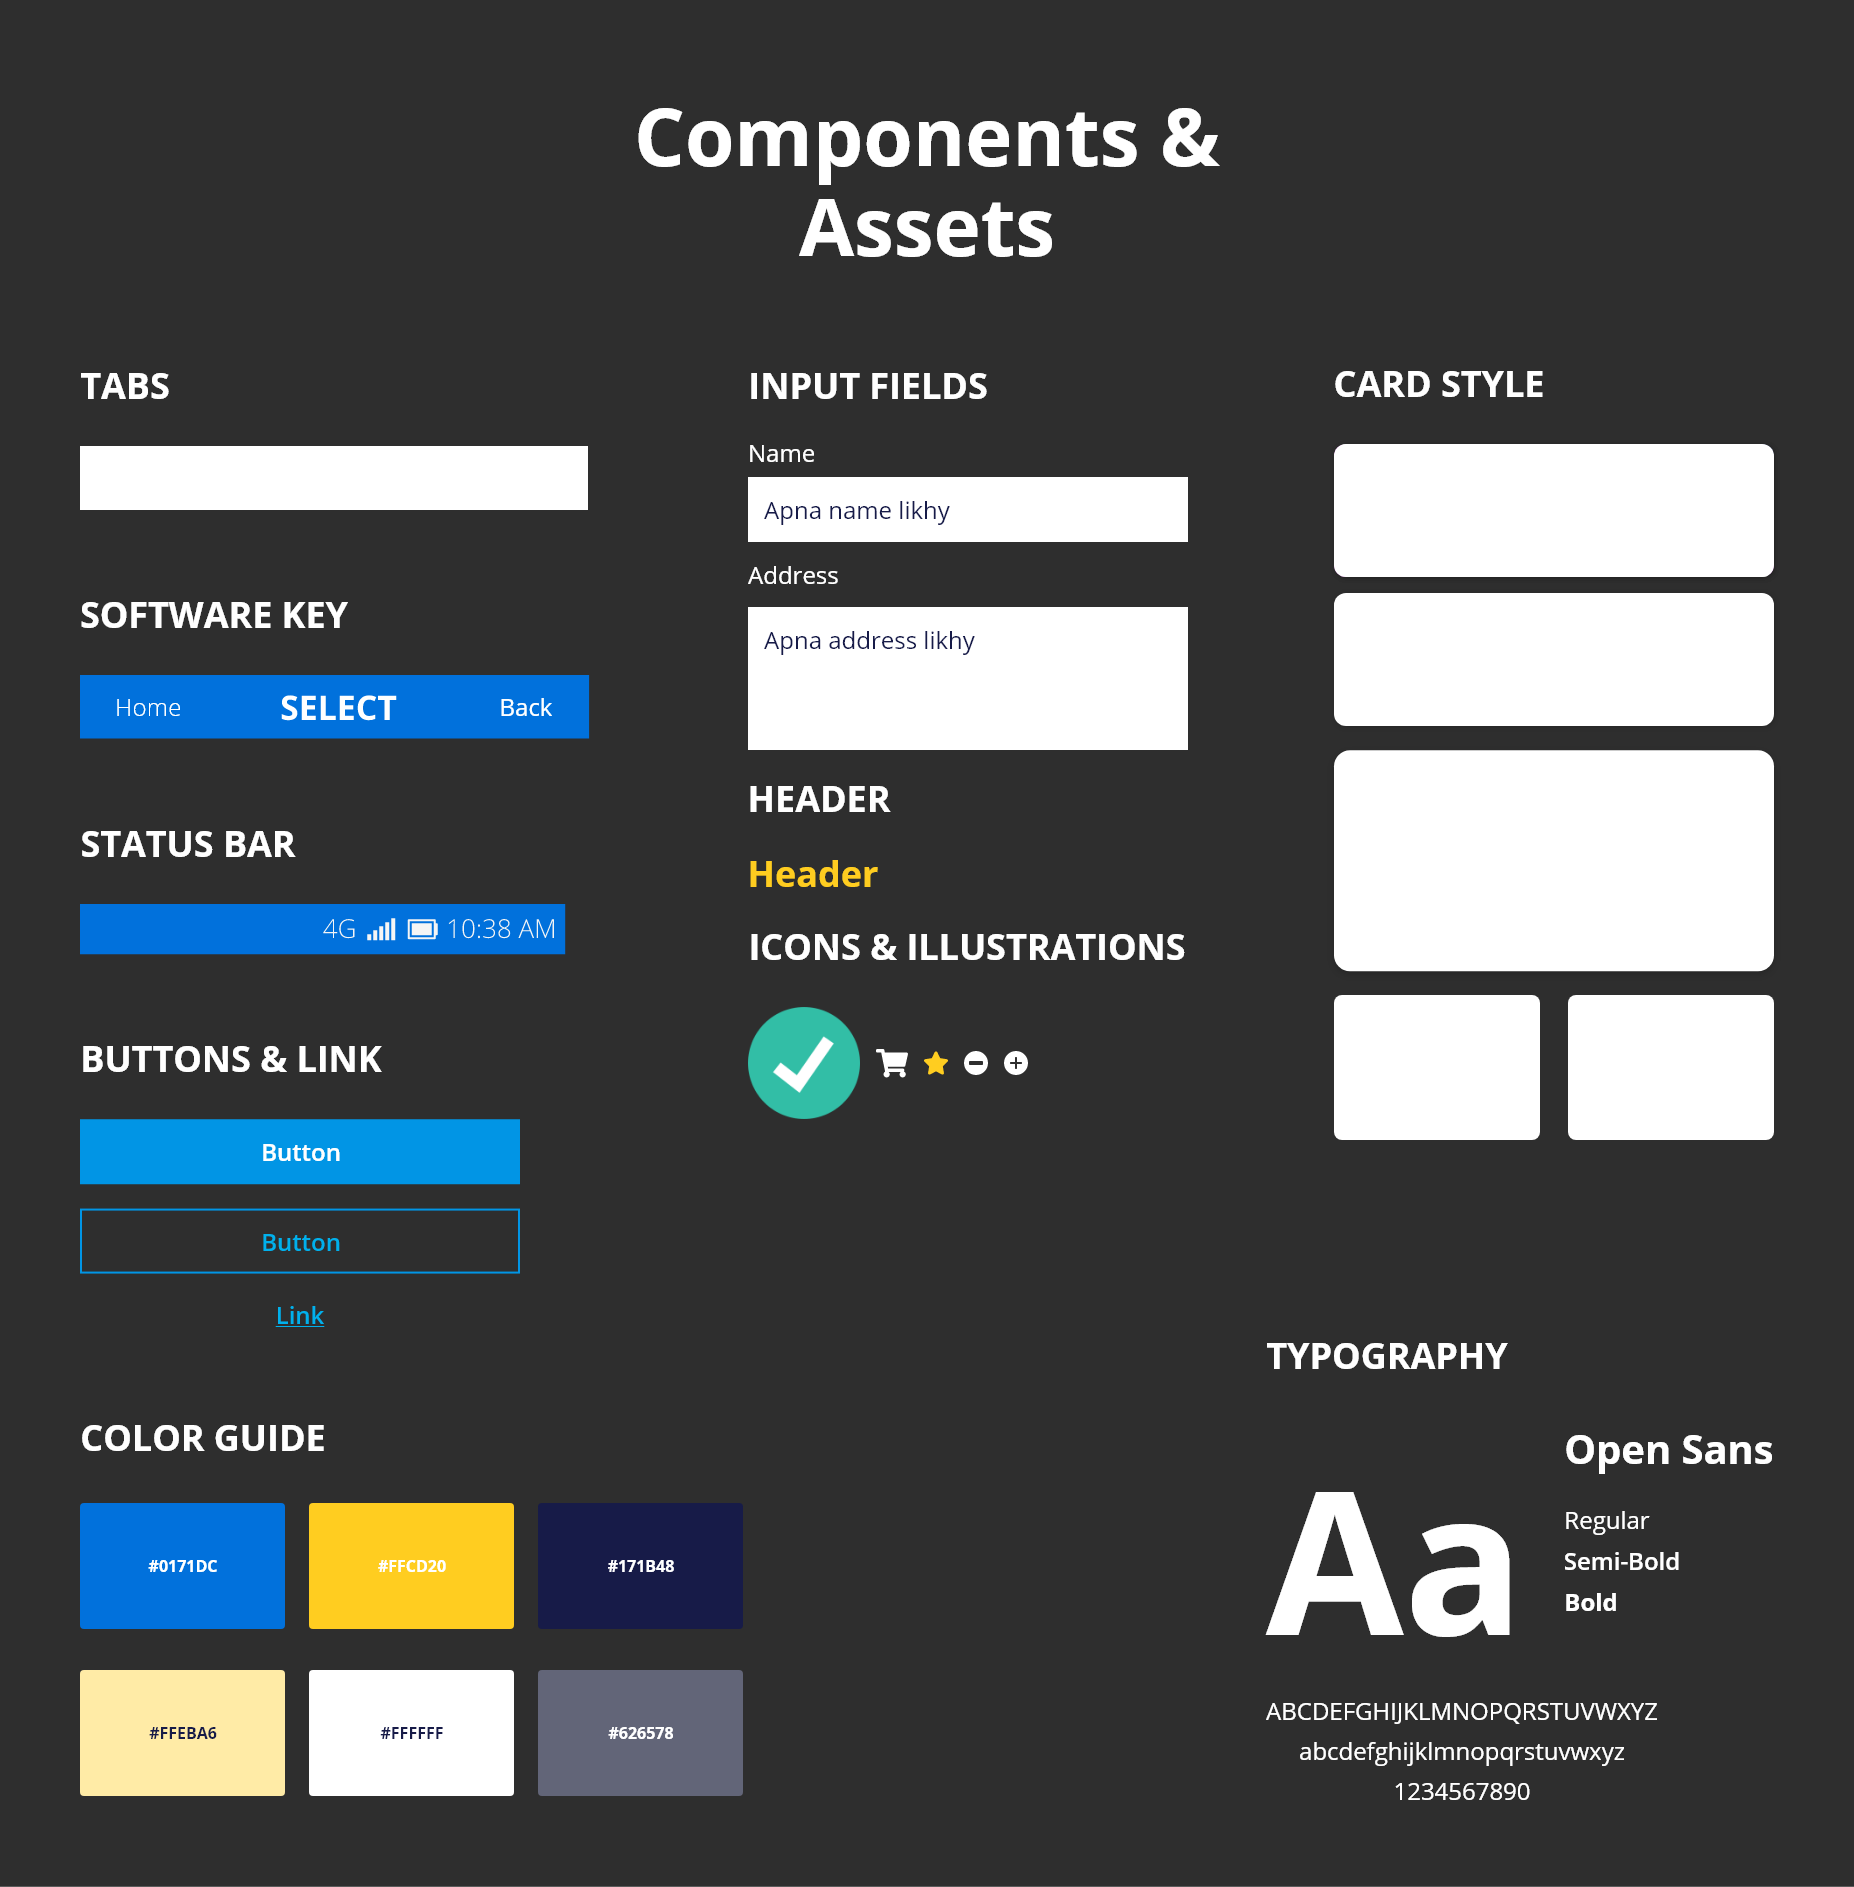 Components &
Assets
TABS
SOFTWARE KEY
Home SELECT Back
STATUS BAR
4G 10:38 AM
BUTTONS & LINK
Button
Button
Link
INPUT FIELDS
Name
Apna name likhy
Address
Apna address likhy
HEADER
Header
ICONS & ILLUSTRATIONS
CARD STYLE
COLOR GUIDE
#0171DC #FFCD20 #171B48
#FFEBA6 #FFFFFF #626578
TYPOGRAPHY
Aa
Open Sans
Regular
Semi-Bold
Bold
ABCDEFGHIJKLMNOPQRSTUVWXYZ
abcdefghijklmnopqrstuvwxyz
1234567890